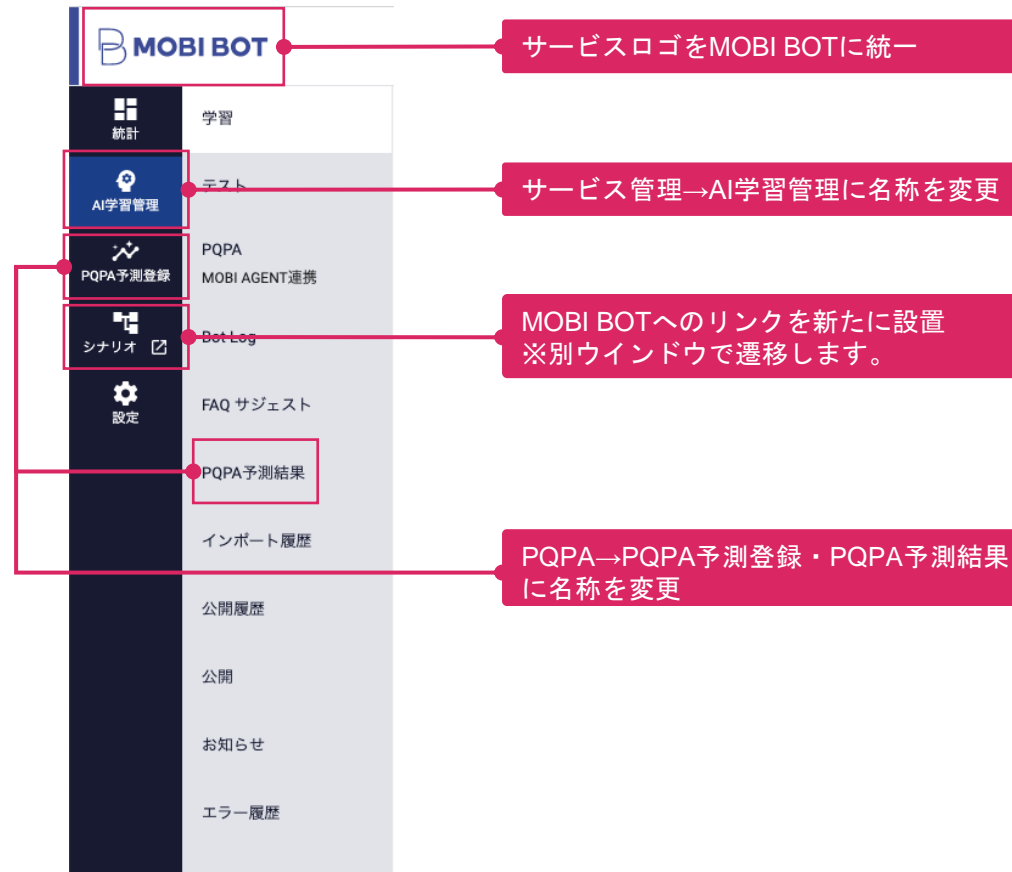 MOBI BOT
サービスロゴをMOBI BOTに統一
統計
学習
AI学習管理
テスト
サービス管理→AI学習管理に名称を変更
PQPA予測登録
PQPA
MOBI AGENT連携
シナリオ
Bot Log
MOBI BOTへのリンクを新たに設置
※別ウインドウで遷移します。
設定
FAQ サジェスト
PQPA予測結果
インポート履歴
PQPA→PQPA予測登録・PQPA予測結果
に名称を変更
公開履歴
公開
お知らせ
エラー履歴